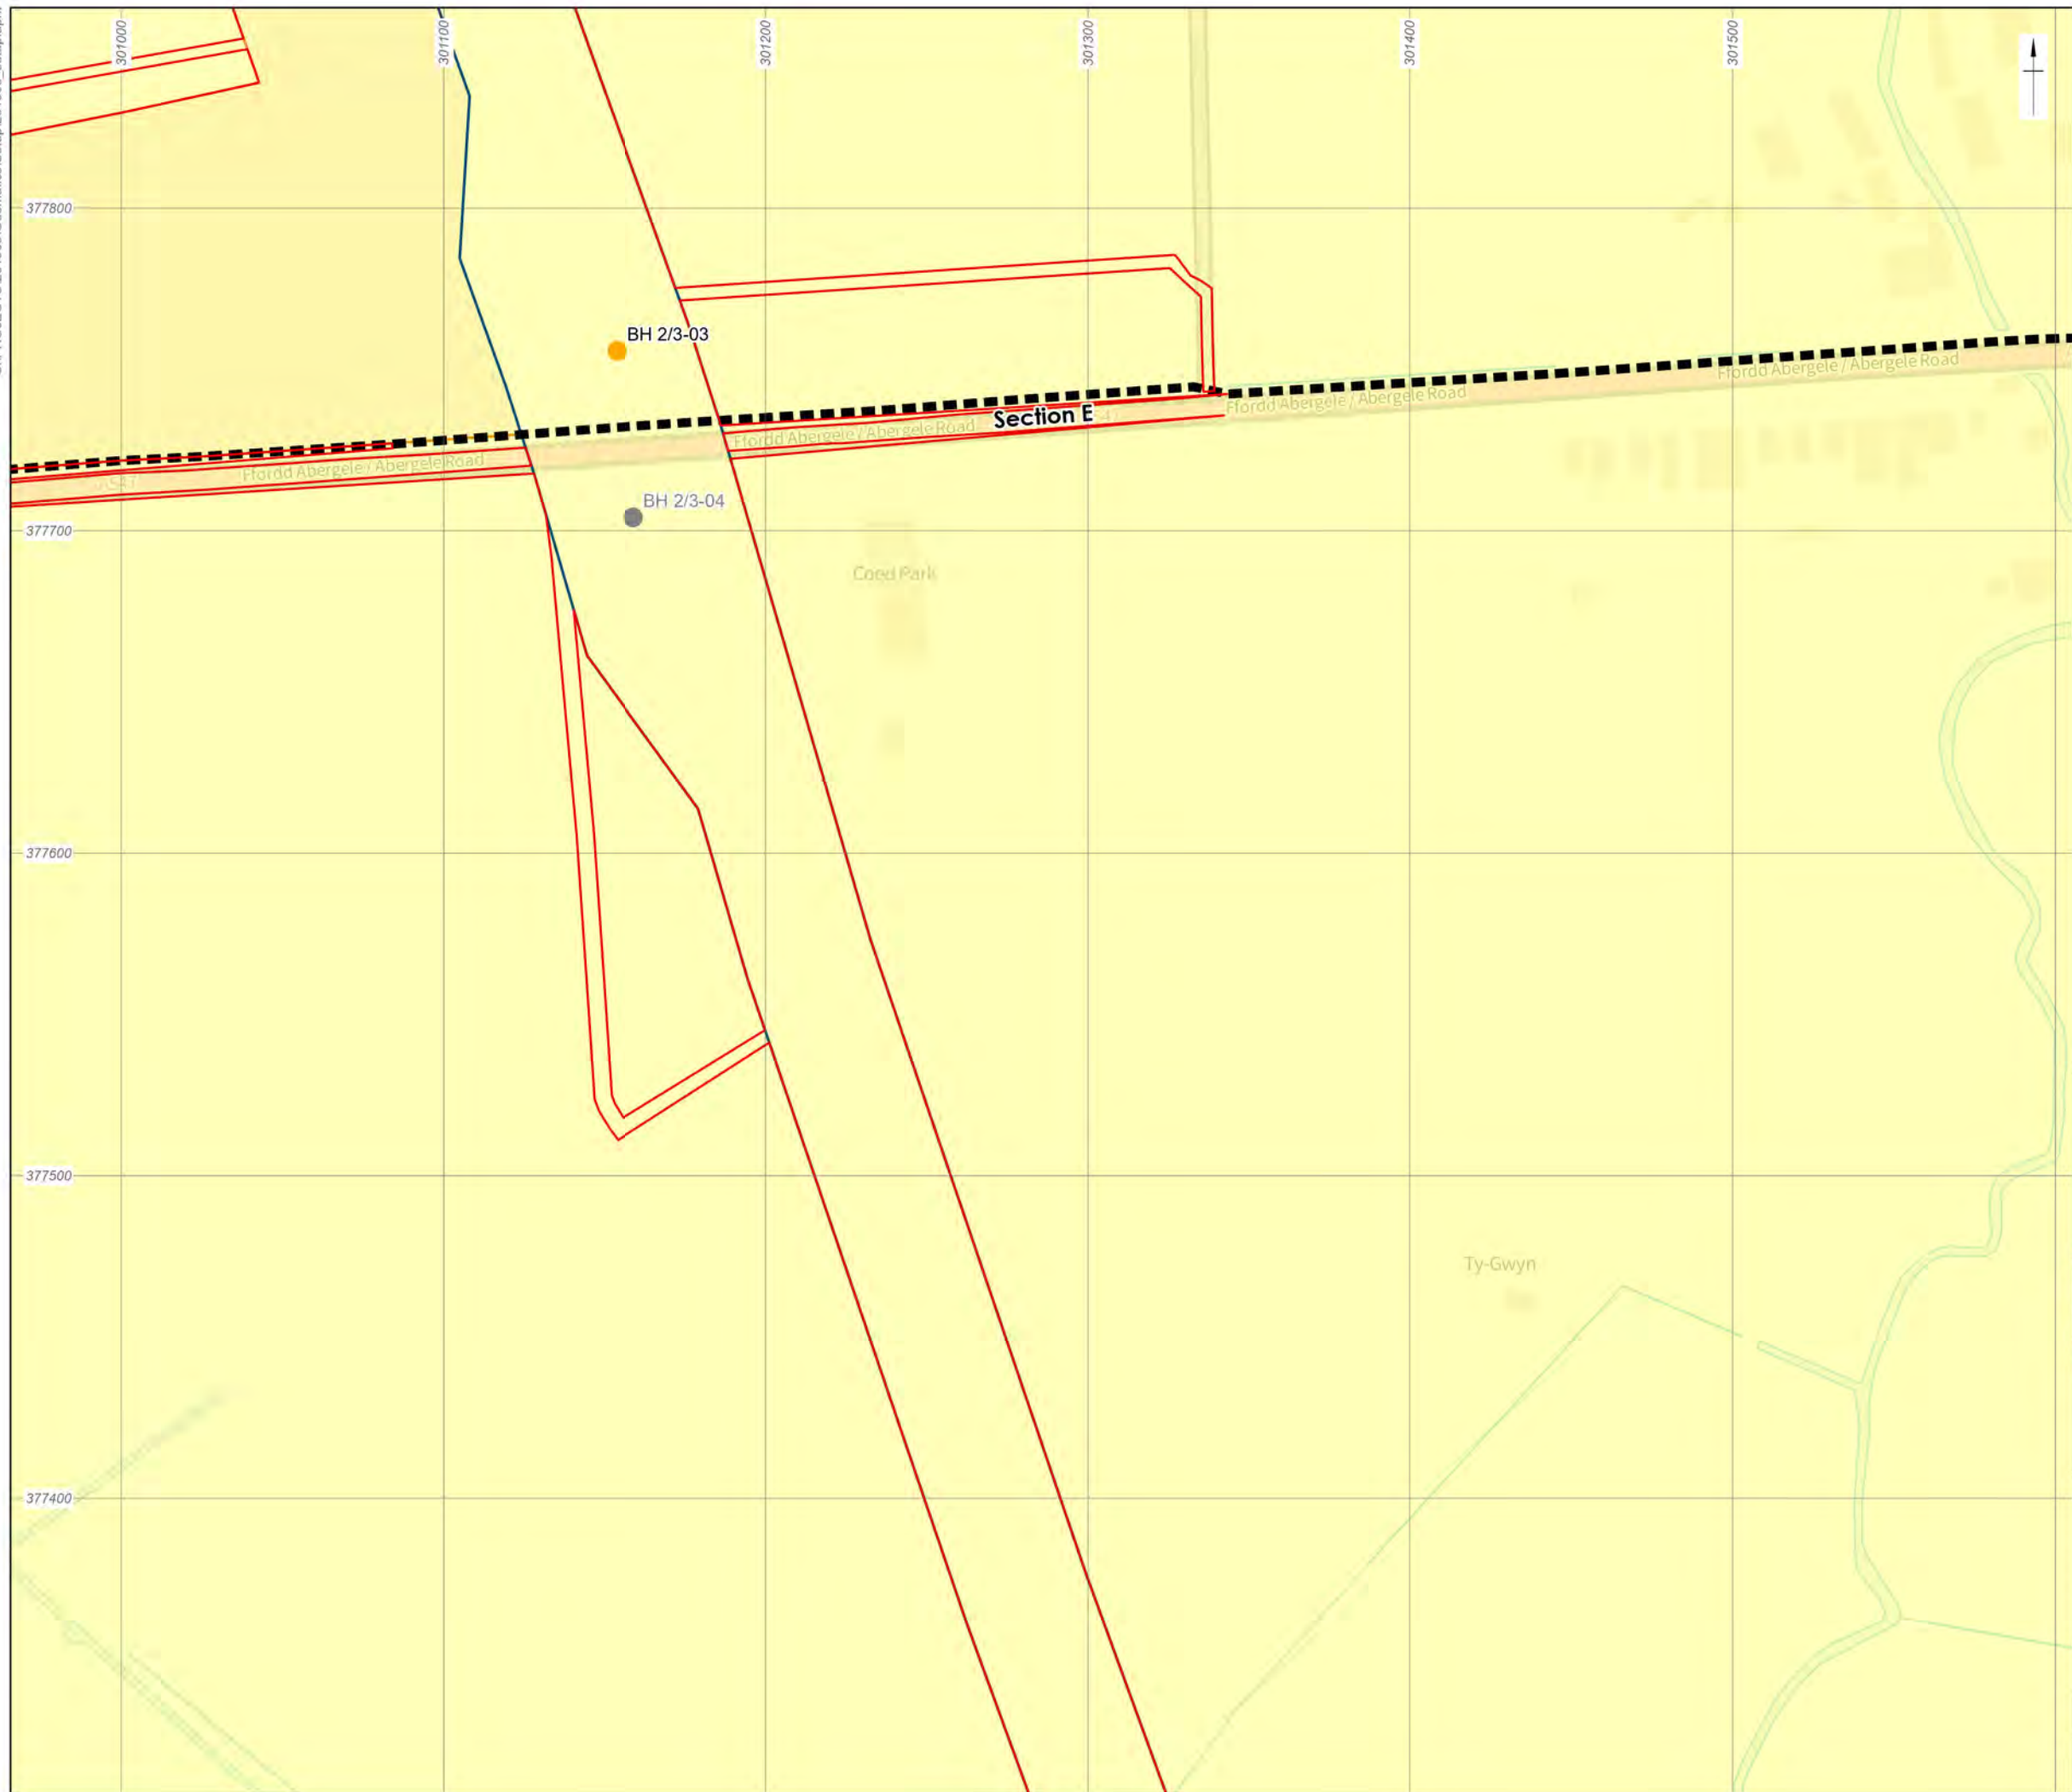 301000
301100
301200
301300
301400
301500
377800
BH 2/3-03
Ffordd Abergele / Abergele Road
Ffordd Abergele / Abergele Road
Section E
Ffordd Abergele / Abergele Road
Ffordd Abergele / Abergele Road
BH 2/3-04
377700
Coed Park
377600
377500
Ty-Gwyn
377400